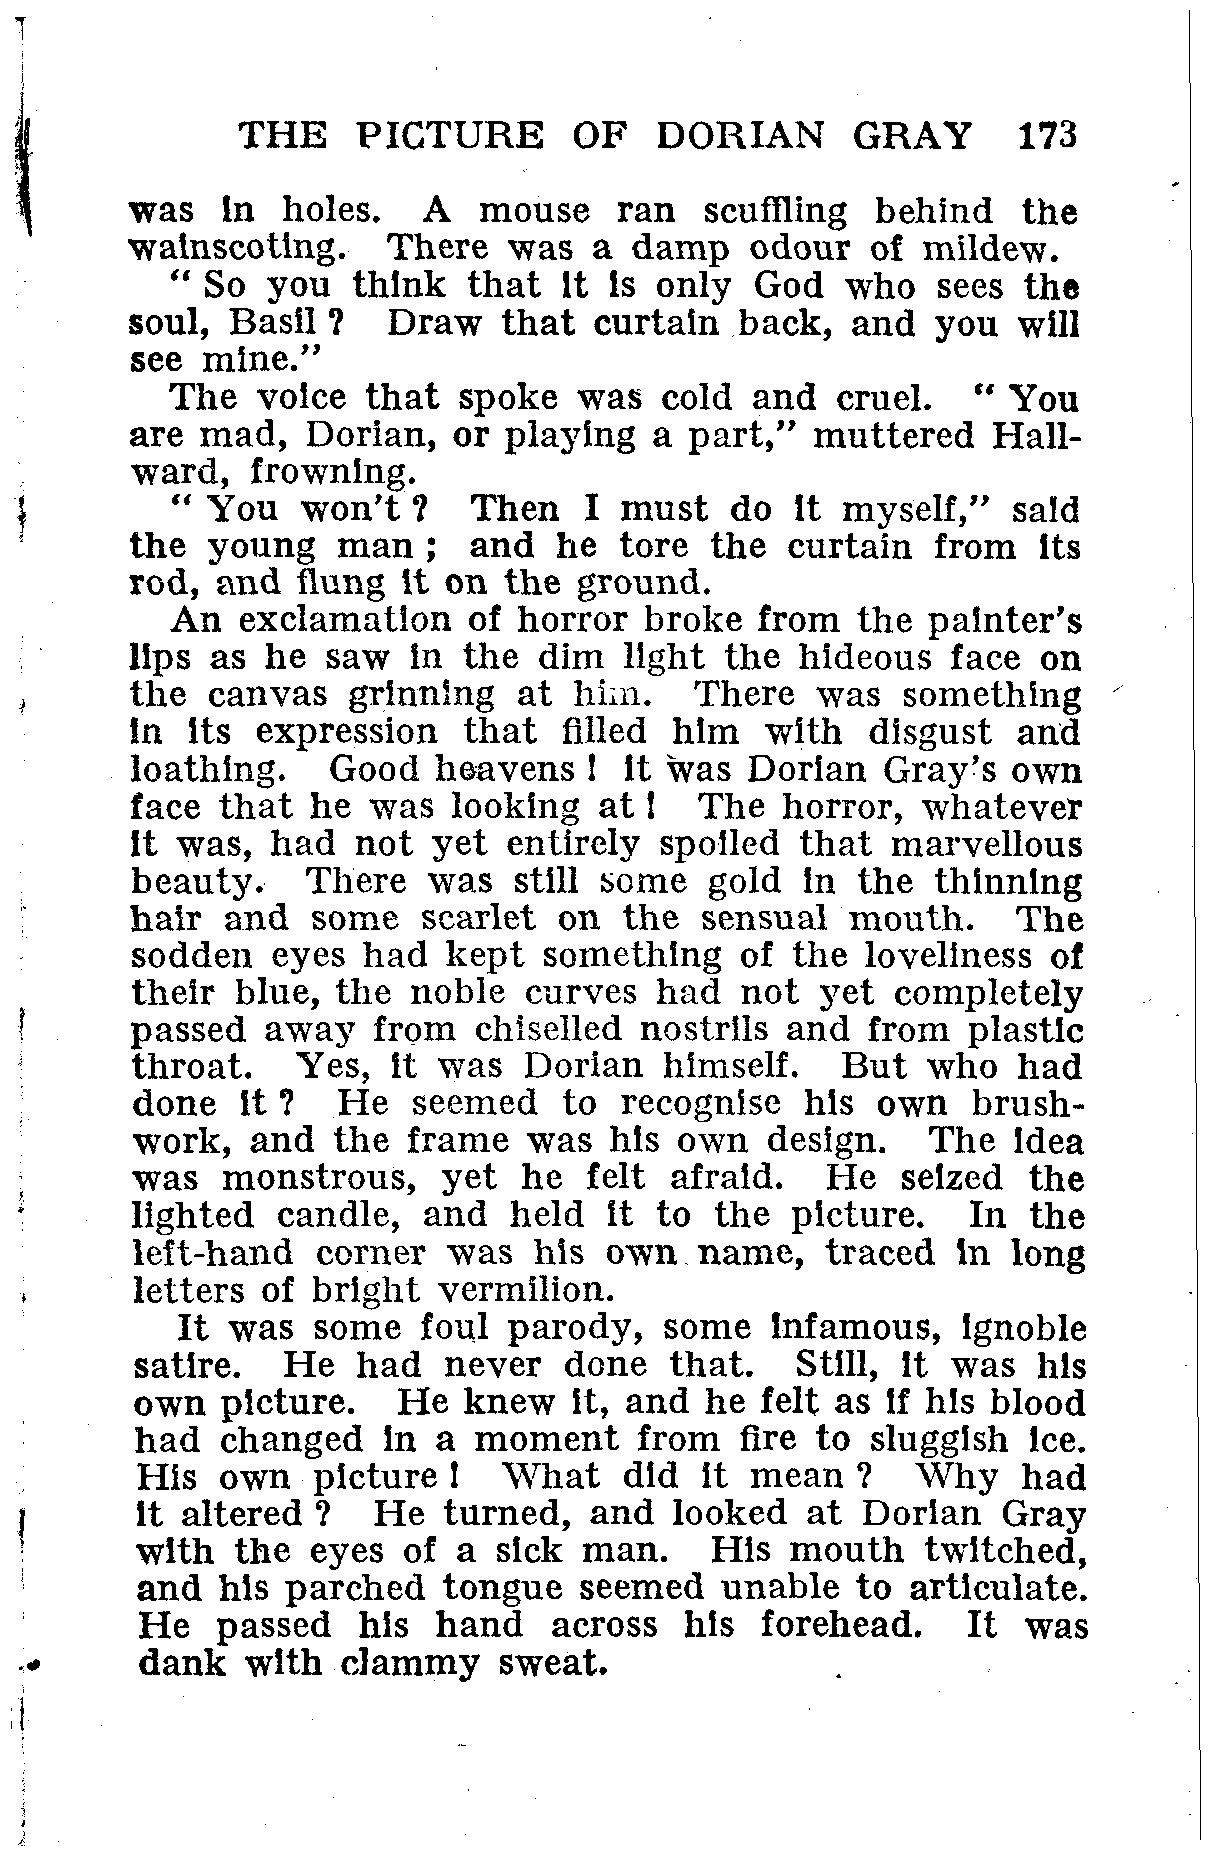 THE PICTURE OF DORIAN GRAY 173
was in holes. A mouse ran scuffling behind the
wainscoting. There was a damp odour of mildew.
“ So you think that it is only God who sees the
soul, Basil ? Draw that curtain back, and you will
see mine.”
The voice that spoke was cold and cruel. “ You
are mad, Dorian, or playing a part,” muttered Hall-
ward, frowning.
“ You won't ? Then I must do it myself,” said
the young man ; and he tore the curtain from its
rod, and flung it on the ground.
An exclamation of horror broke from the painter's
lips as he saw in the dim light the hideous face on
the canvas grinning at him. There was something
in its expression that filled him with disgust and
loathing. Good heavens ! it was Dorian Gray's own
face that he was looking at ! The horror, whatever
it was, had not yet entirely spoiled that marvellous
beauty. There was still some gold in the thinning
hair and some scarlet on the sensual mouth. The
sodden eyes had kept something of the loveliness of
their blue, the noble curves had not yet completely
passed away from chiselled nostrils and from plastic
throat. Yes, it was Dorian himself. But who had
done it ? He seemed to recognise his own brush-
work, and the frame was his own design. The idea
was monstrous, yet he felt afraid. He seized the
lighted candle, and held it to the picture. In the
left-hand corner was his own name, traced in long
letters of bright vermilion.
It was some foul parody, some infamous, ignoble
satire. He had never done that. Still, it was his
own picture. He knew it, and he felt as if his blood
had changed in a moment from fire to sluggish ice.
His own picture ! What did it mean ? Why had
it altered ? He turned, and looked at Dorian Gray
with the eyes of a sick man. His mouth twitched,
and his parched tongue seemed unable to articulate.
He passed his hand across his forehead. It was
dank with clammy sweat.